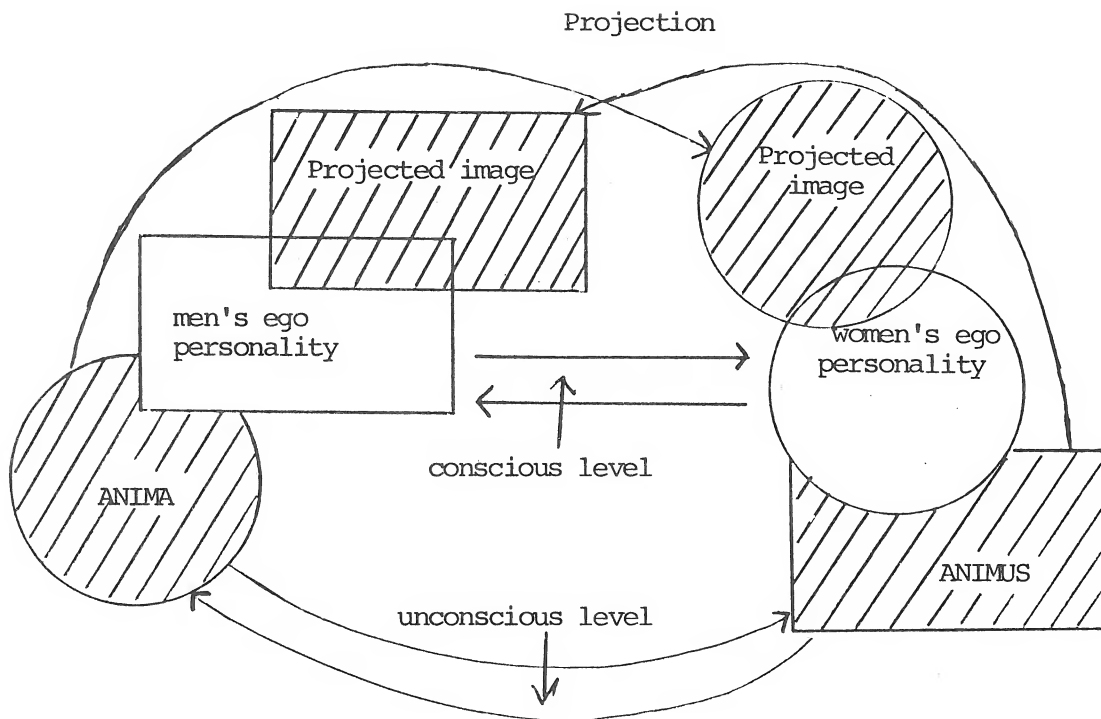 Projection
Projected image
Projected
image
men's ego
personality
women's ego
personality
conscious level
ANIMA
ANIMUS
unconscious level